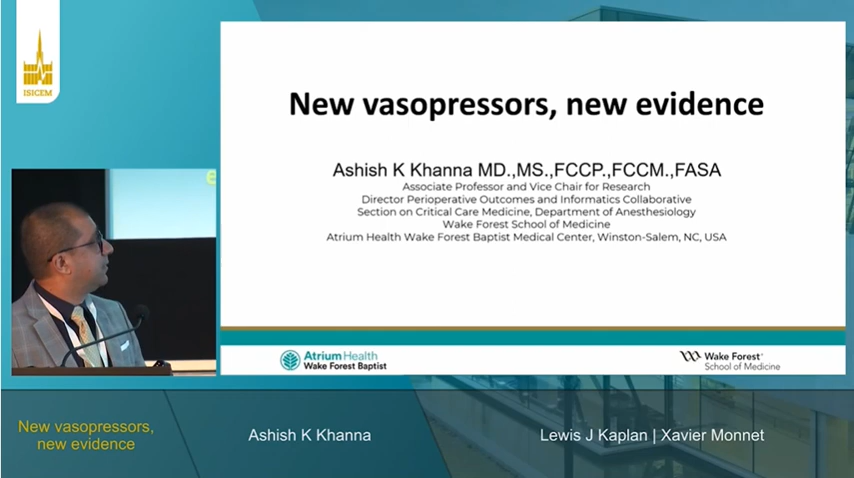 ISICEM
New vasopressors, new evidence
Ashish K Khanna MD.,MS.,FCCP.,FCCM.,FASA
Associate Professor and Vice Chair for Research
Director Perioperative Outcomes and Informatics Collaborative
Section on Critical Care Medicine, Department of Anesthesiology
Wake Forest School of Medicine
Atrium Health Wake Forest Baptist Medical Center, Winston-Salem, NC, USA
Atrium Health
Wake Forest Baptist
Wake Forest®
School of Medicine
New vasopressors,
new evidence
Ashish K Khanna
Lewis J Kaplan | Xavier Monnet